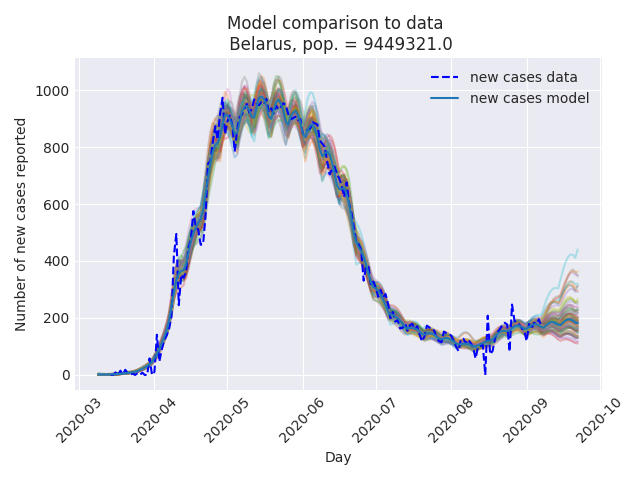 Model comparison to data
Belarus, pop. = 9449321.0
new cases data
new cases model
Number of new cases reported
1000
800
600
400
200
0
2020-03
2020-04
2020-05
2020-06
2020-07
2020-08
2020-09
2020-10
Day